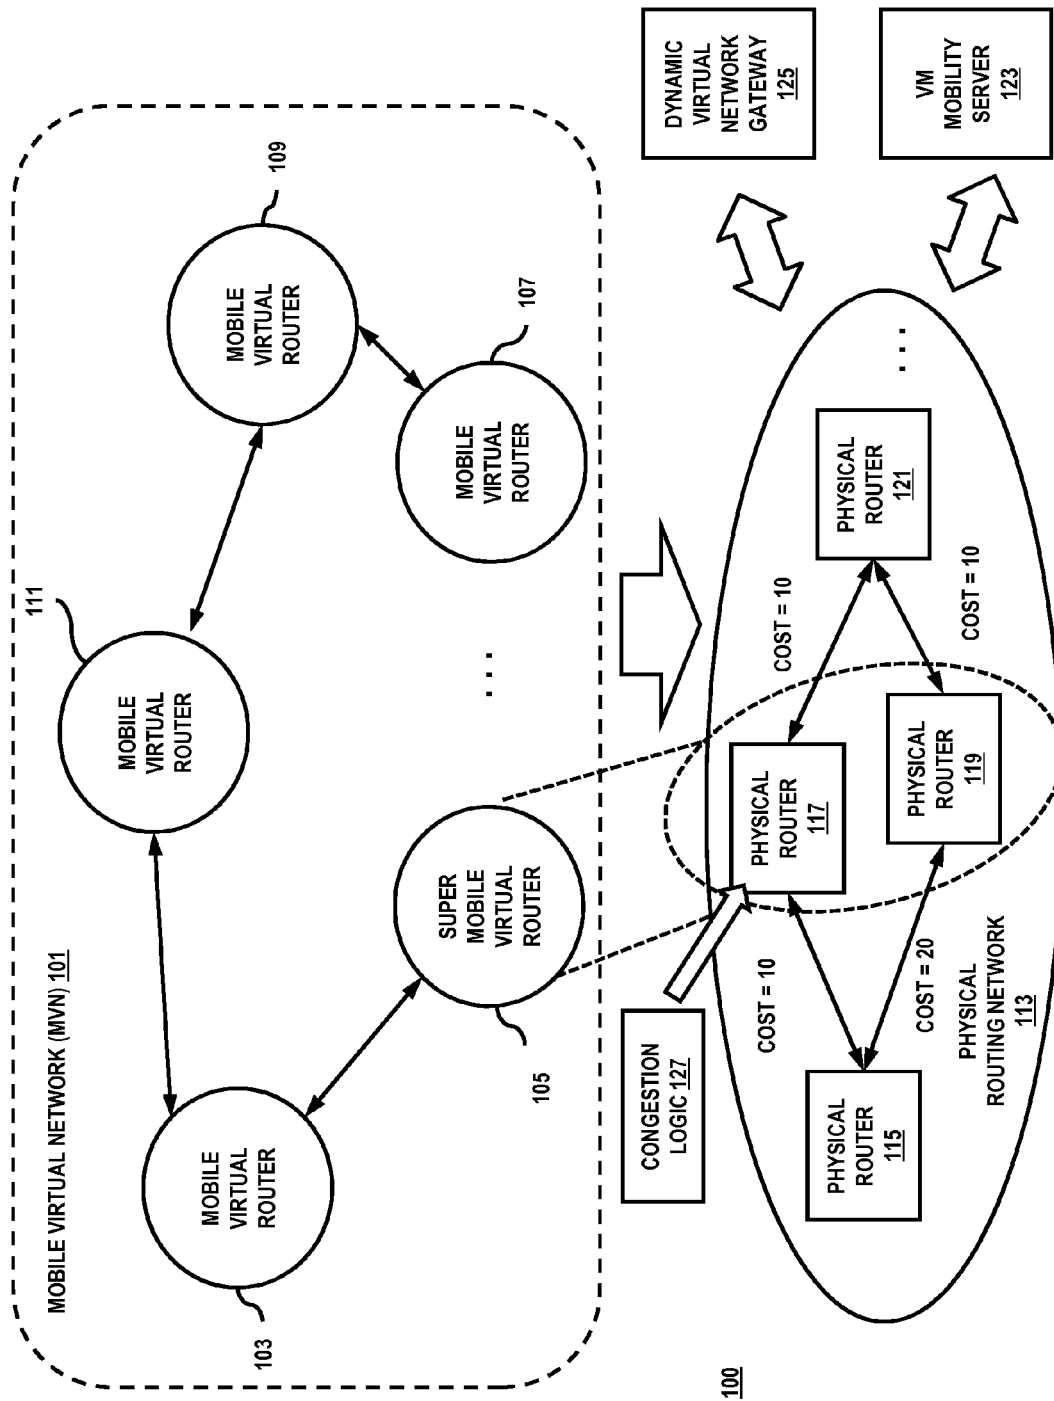 MOBILE VIRTUAL NETWORK (MVN) 101
103
MOBILE
VIRTUAL
ROUTER
111
MOBILE
VIRTUAL
ROUTER
109
MOBILE
VIRTUAL
ROUTER
107
MOBILE
VIRTUAL
ROUTER
105
SUPER
MOBILE
VIRTUAL
ROUTER
. . .
DYNAMIC
VIRTUAL
NETWORK
GATEWAY
125
VM
MOBILITY
SERVER
123
CONGESTION
LOGIC 127
PHYSICAL
ROUTER
115
PHYSICAL
ROUTER
117
PHYSICAL
ROUTER
119
PHYSICAL
ROUTER
121
. . .
COST = 10
COST = 20
COST = 10
COST = 10
PHYSICAL
ROUTING NETWORK
113
100